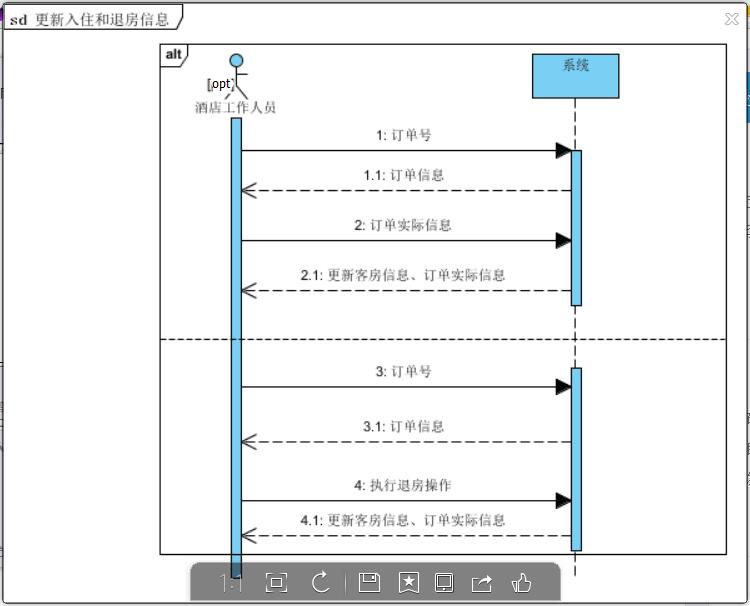 sd 更新入住和退房信息
alt
[opt]
系统
酒店工作人员
1: 订单号
1.1: 订单信息
2: 订单实际信息
2.1: 更新客房信息、订单实际信息
3: 订单号
3.1: 订单信息
4: 执行退房操作
4.1: 更新客房信息、订单实际信息
1:1